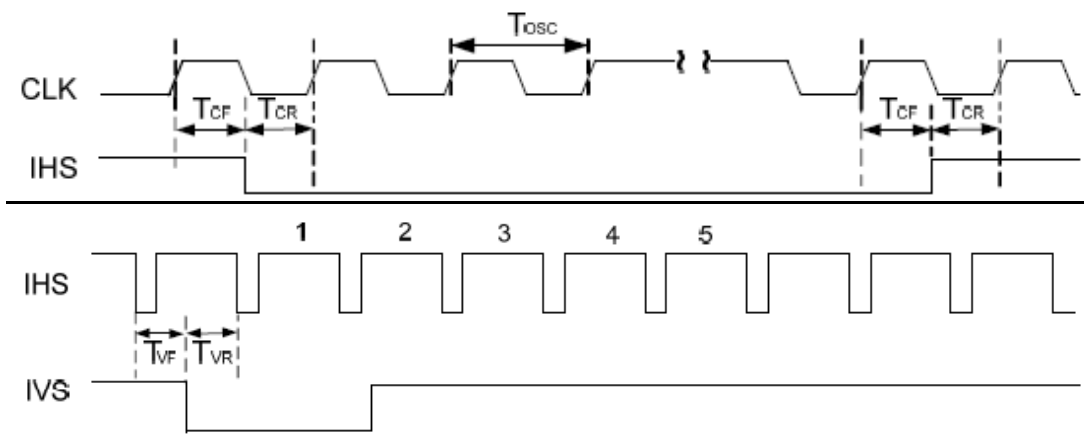 Tosc
CLK
TCF TCR TCF TCR
IHS
1 2 3 4 5
IHS
TVF TVR
IVS